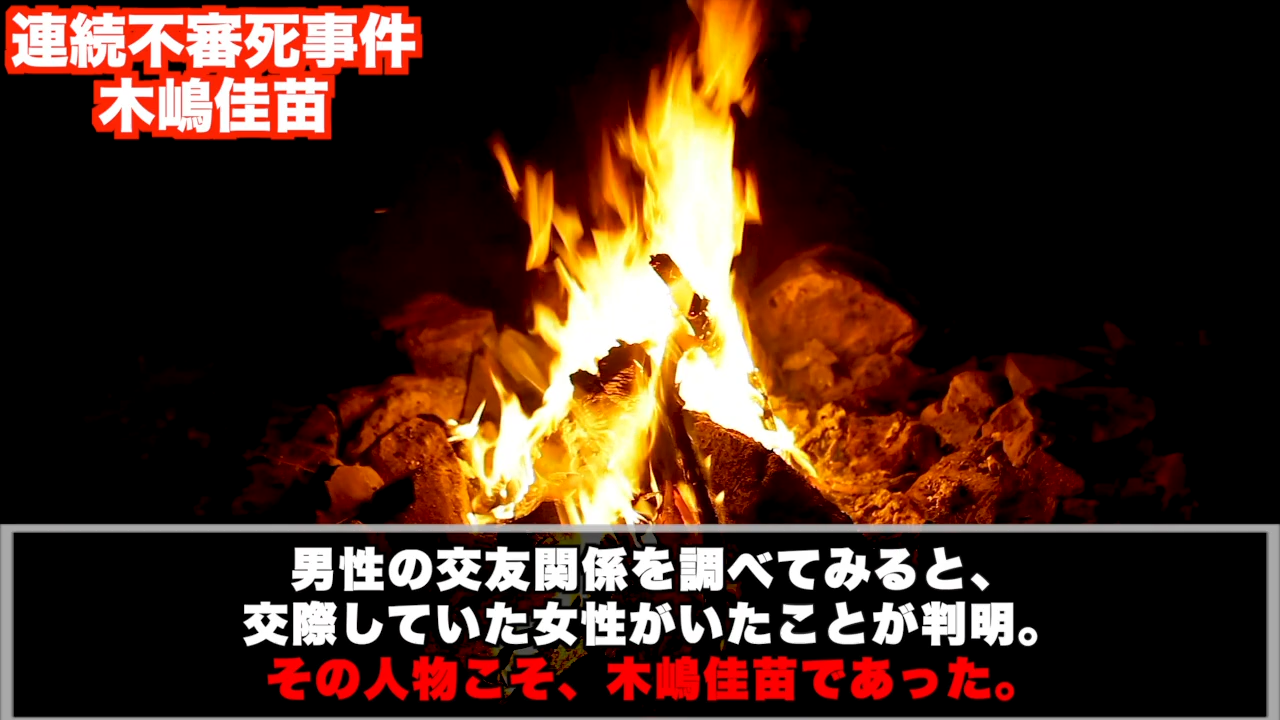 連続不審死事件
木嶋佳苗
男性の交友関係を調べてみると、
交際していた女性がいたことが判明。
その人物こそ、木嶋佳苗であった。